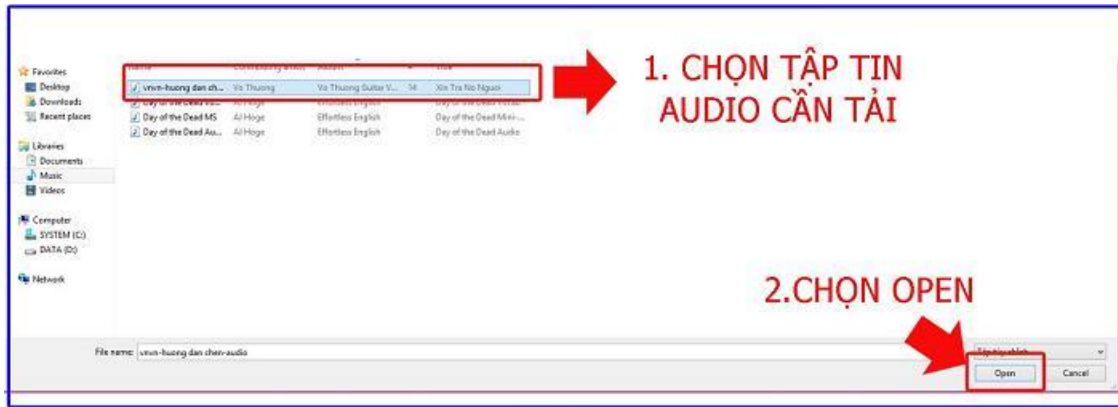 1. CHỌN TẬP TIN
AUDIO CẦN TẢI
Favorites
Desktop
Downloads
Recent places
Libraries
Documents
Music
Videos
Computer
SYSTEM (C:)
DATA (D:)
Network
vnvn-huong dan ch... Vo Thuong Vo Thuong Guitar V... 14 Xin Tra No Nguoi
Day of the Dead MS AJ Hoge Effortless English Day of the Dead Mini-...
Day of the Dead Au... AJ Hoge Effortless English Day of the Dead Audio
2.CHỌN OPEN
File name: vnvn-huong dan chen-audio
Open Cancel